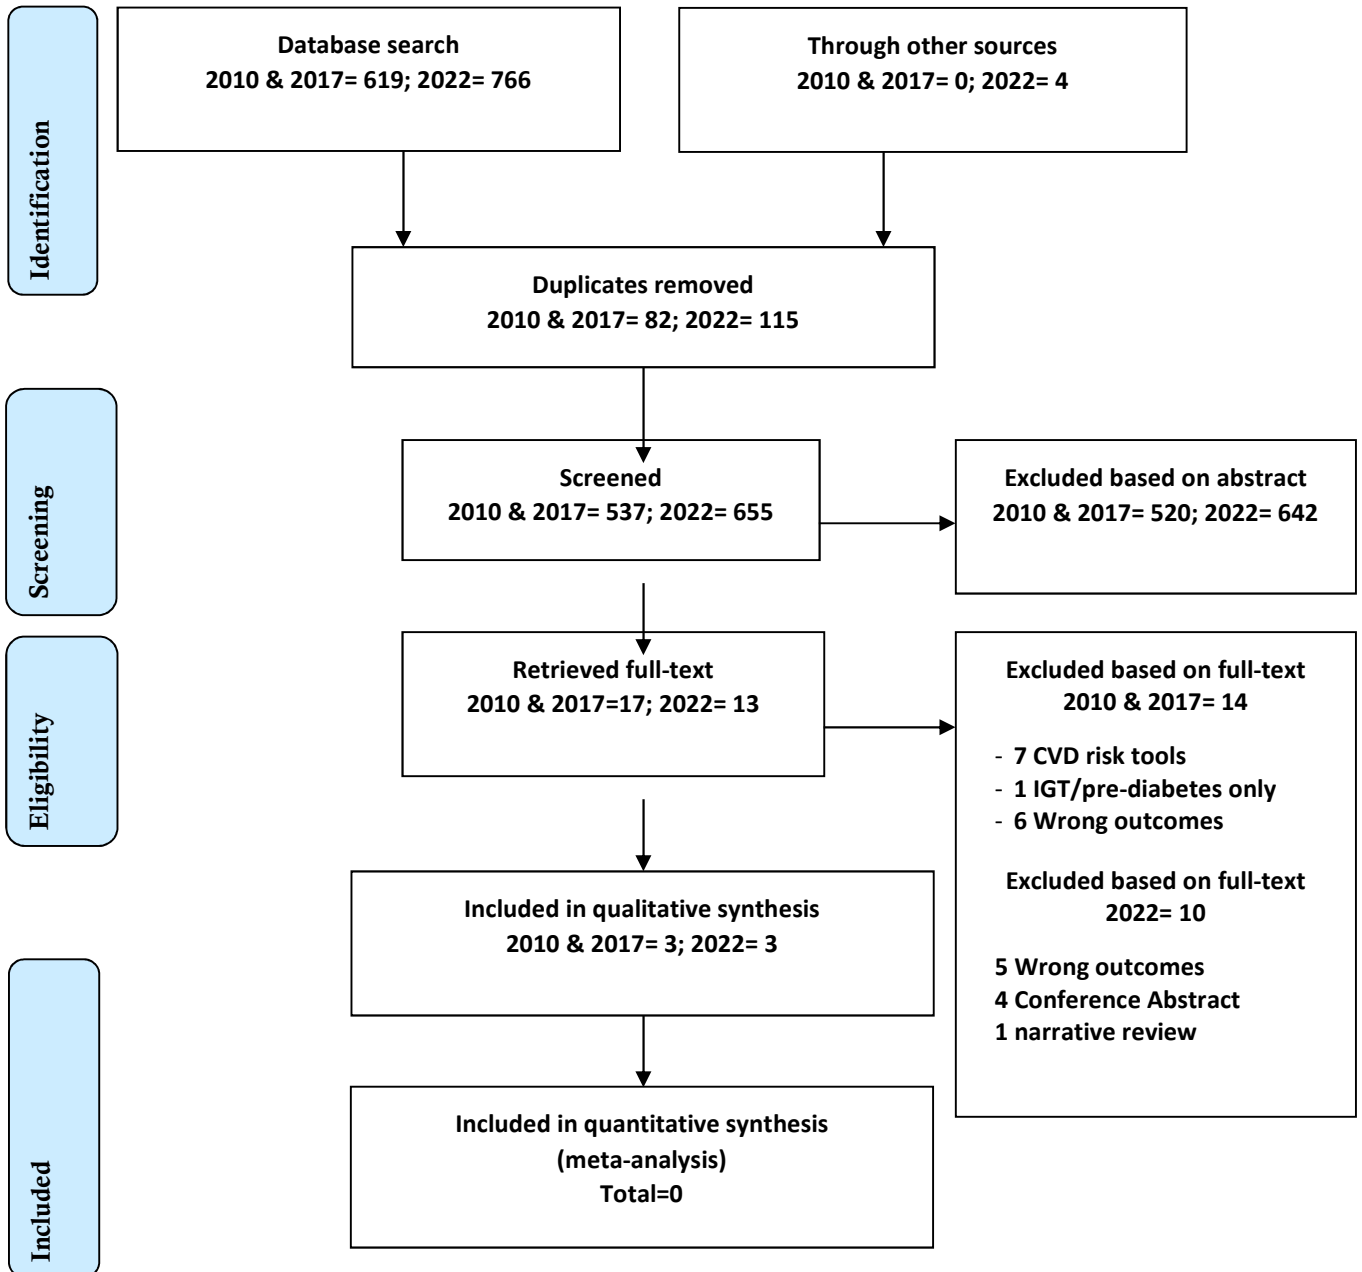 Identification
Database search
2010 & 2017= 619; 2022= 766
Through other sources
2010 & 2017= 0; 2022= 4
Duplicates removed
2010 & 2017= 82; 2022= 115
Screening
Screened
2010 & 2017= 537; 2022= 655
Excluded based on abstract
2010 & 2017= 520; 2022= 642
Eligibility
Retrieved full-text
2010 & 2017=17; 2022= 13
Excluded based on full-text
2010 & 2017= 14
- 7 CVD risk tools
- 1 IGT/pre-diabetes only
- 6 Wrong outcomes
Excluded based on full-text
2022= 10
5 Wrong outcomes
4 Conference Abstract
1 narrative review
Included in qualitative synthesis
2010 & 2017= 3; 2022= 3
Included
Included in quantitative synthesis
(meta-analysis)
Total=0